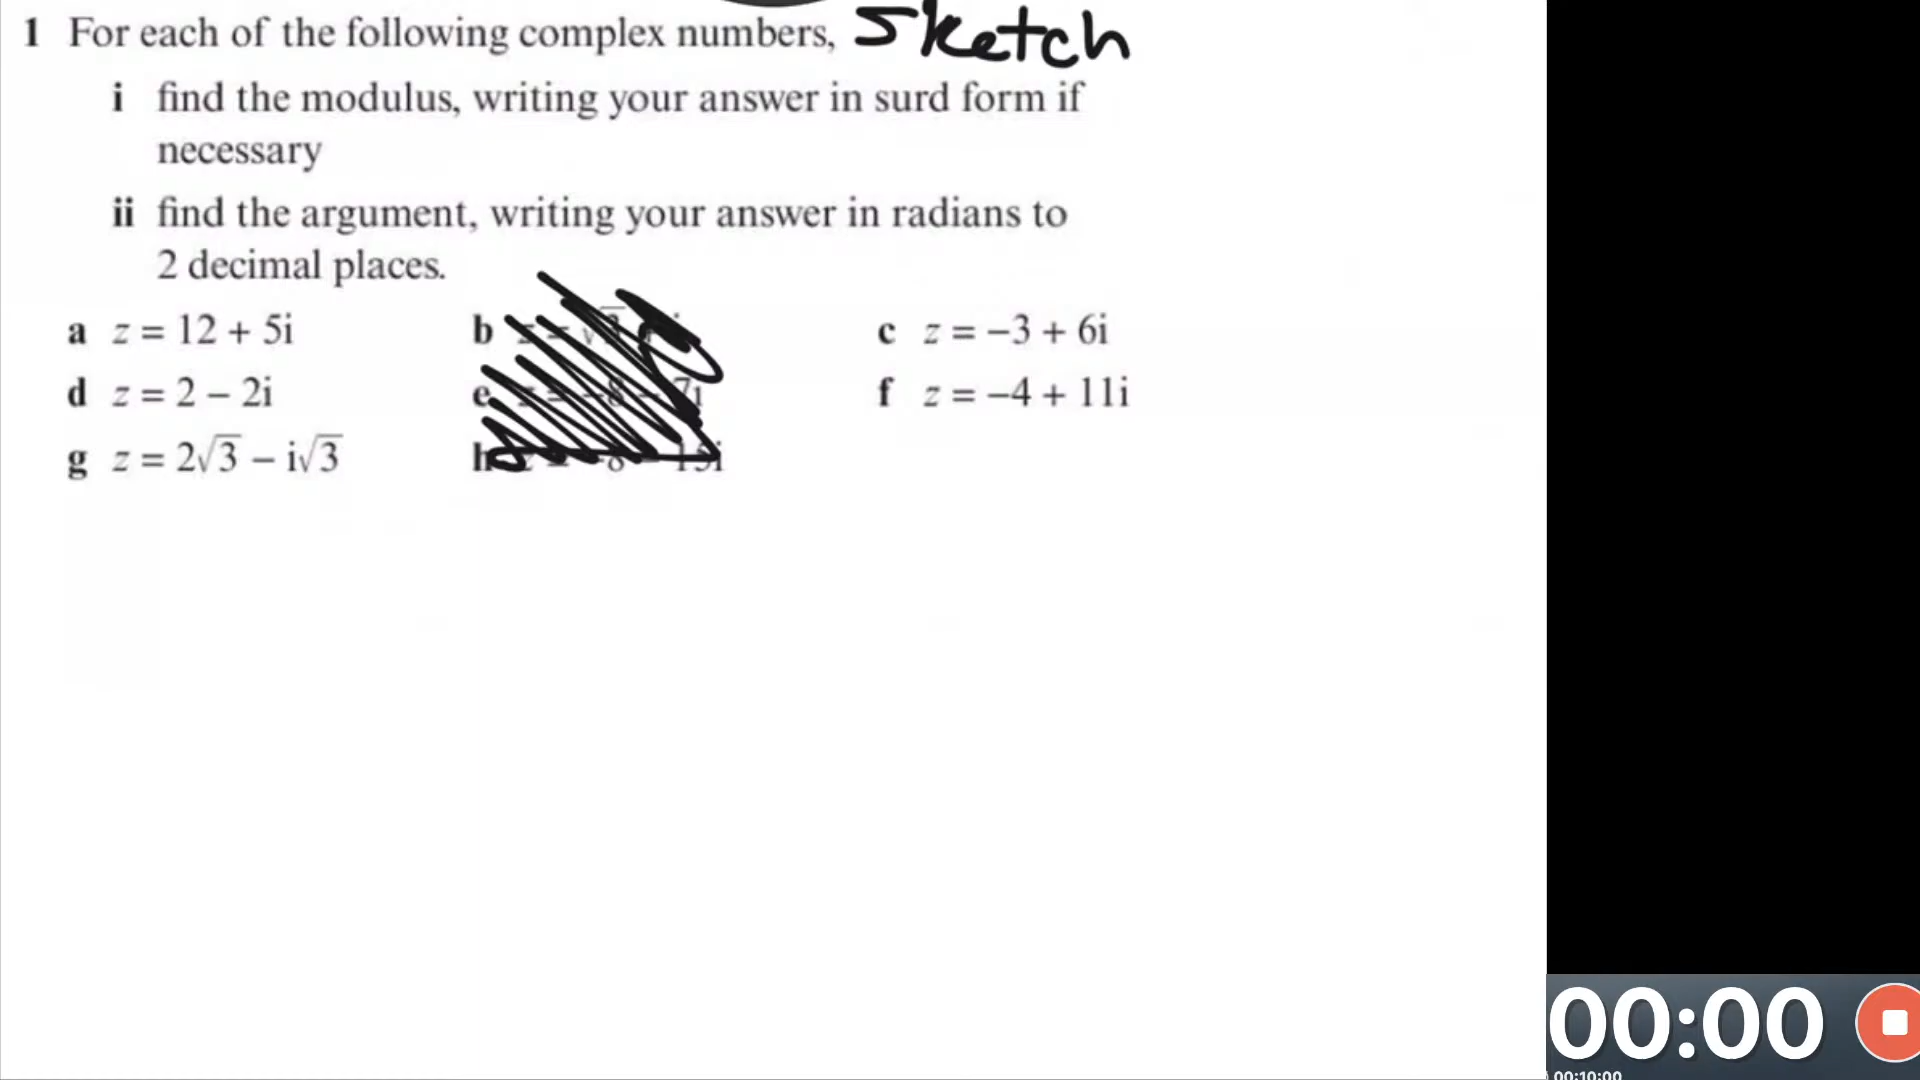 1 For each of the following complex numbers, sketch
i find the modulus, writing your answer in surd form if
necessary
ii find the argument, writing your answer in radians to
2 decimal places.
a z = 12 + 5i b c z = −3 + 6i
d z = 2 − 2i e f z = −4 + 11i
g z = 2√3 − i√3 h
00:00
00:10:00